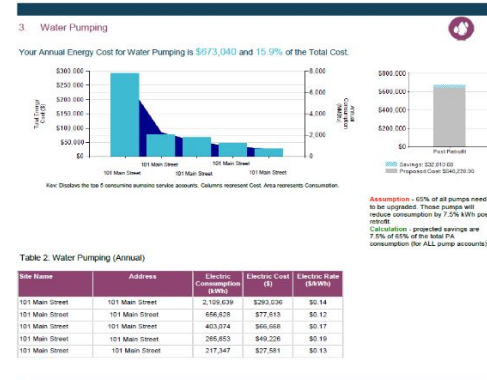 3 Water Pumping
Your Annual Energy Cost for Water Pumping is $673,040 and 15.9% of the Total Cost.
Total Energy
Cost ($)
$300,000
$250,000
$200,000
$150,000
$100,000
$50,000
$0
8,000
6,000
4,000
2,000
0
Annual
Consumption
101 Main Street
101 Main Street
101 Main Street
101 Main Street
101 Main Street
Key: Displays the top 5 consuming service accounts. Columns represent Cost. Area represents Consumption.
$800,000
$600,000
$400,000
$200,000
$0
Post Retrofit
Savings:
Proposed Cost:
Assumption - 65% of all pumps need
to be upgraded. Those pumps will
reduce consumption by 7.5% kWh pos
retrofit
Calculation - projected savings are
7.5% of 65% of the total PA
consumption (for ALL pump accounts)
Table 2. Water Pumping (Annual)
Site Name Address Electric Consumption (kWh) Electric Cost ($) Electric Rate ($/kWh)
101 Main Street 101 Main Street 2,109,639 $293,036 $0.14
101 Main Street 101 Main Street 656,628 $77,613 $0.12
101 Main Street 101 Main Street 403,074 $66,668 $0.17
101 Main Street 101 Main Street 265,653 $49,226 $0.19
101 Main Street 101 Main Street 217,347 $27,581 $0.13